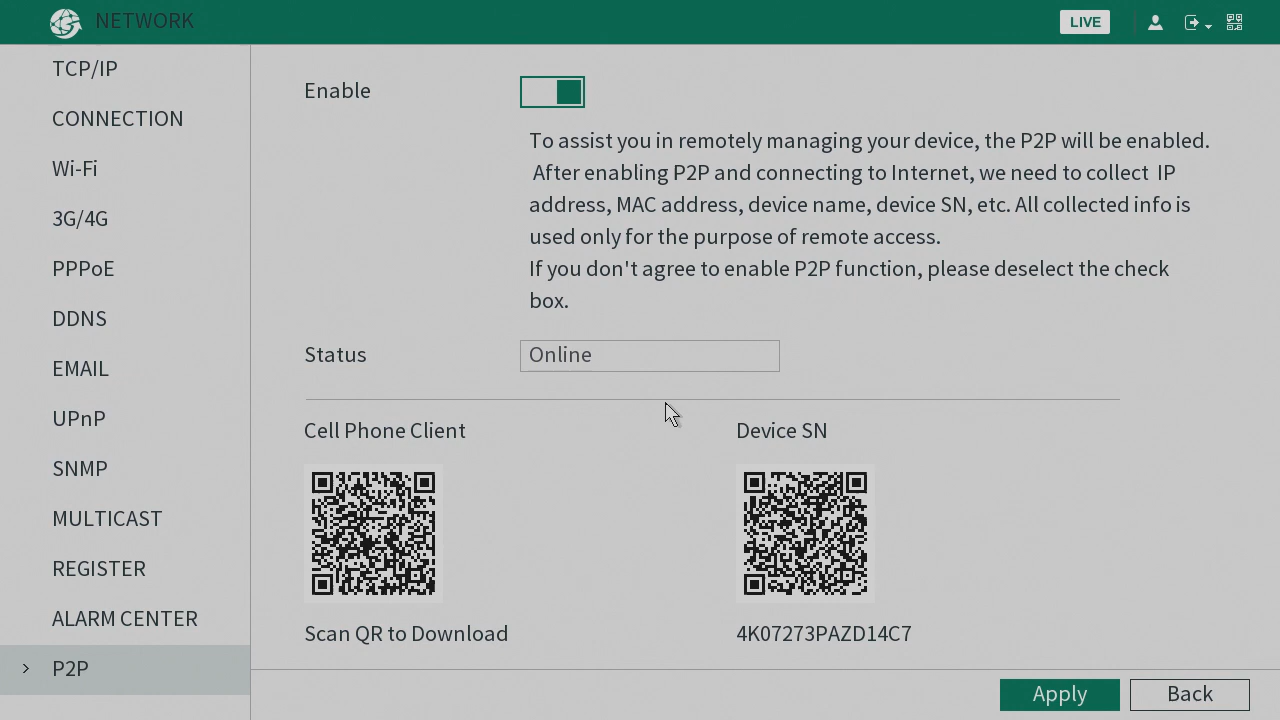 NETWORK
LIVE
TCP/IP
CONNECTION
Wi-Fi
3G/4G
PPPoE
DDNS
EMAIL
UPnP
SNMP
MULTICAST
REGISTER
ALARM CENTER
P2P
Enable
To assist you in remotely managing your device, the P2P will be enabled.
After enabling P2P and connecting to Internet, we need to collect IP
address, MAC address, device name, device SN, etc. All collected info is
used only for the purpose of remote access.
If you don't agree to enable P2P function, please deselect the check
box.
Status
Online
Cell Phone Client
Device SN
Scan QR to Download
4K07273PAZD14C7
Apply
Back